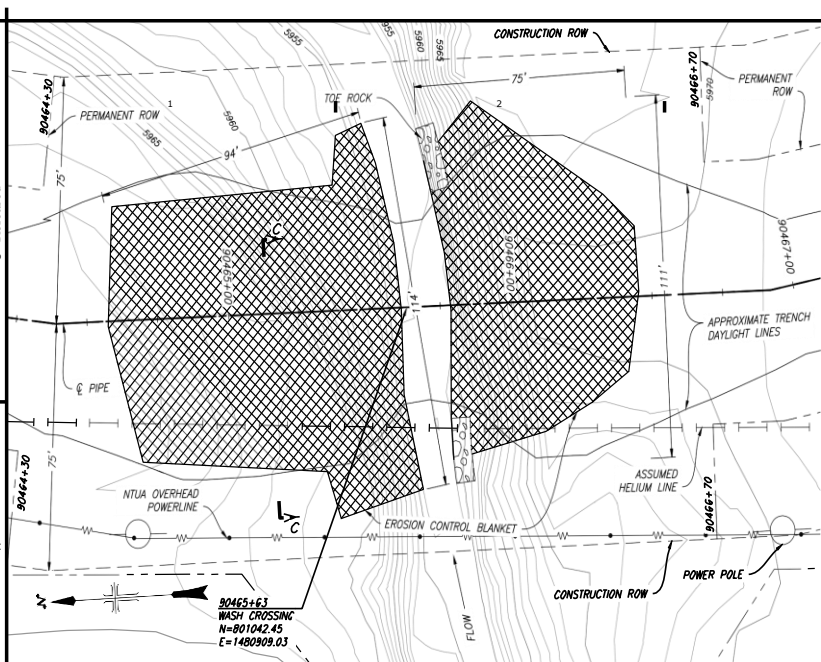 CONSTRUCTION ROW
5955
955
5960
5965
75'
90464+30
PERMANENT ROW
1
5965
5960
TOE ROCK
2
90466+70
5970
PERMANENT
ROW
94'
75'
C
90465+00
114'
90466+00
111'
90467+00
APPROXIMATE TRENCH
DAYLIGHT LINES
℄ PIPE
75'
90464+30
NTUA OVERHEAD
POWERLINE
C
EROSION CONTROL BLANKET
ASSUMED
HELIUM LINE
90466+70
CONSTRUCTION ROW
POWER POLE
N
90465+63
WASH CROSSING
N=801042.45
E=1480909.03
FLOW